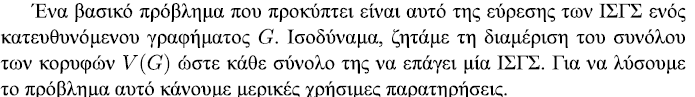 Ένα βασικό πρόβλημα που προκύπτει είναι αυτό της εύρεσης των ΙΣΓΣ ενός
κατευθυνόμενου γραφήματος G. Ισοδύναμα, ζητάμε τη διαμέριση του συνόλου
των κορυφών V(G) ώστε κάθε σύνολο της να επάγει μία ΙΣΓΣ. Για να λύσουμε
το πρόβλημα αυτό κάνουμε μερικές χρήσιμες παρατηρήσεις.